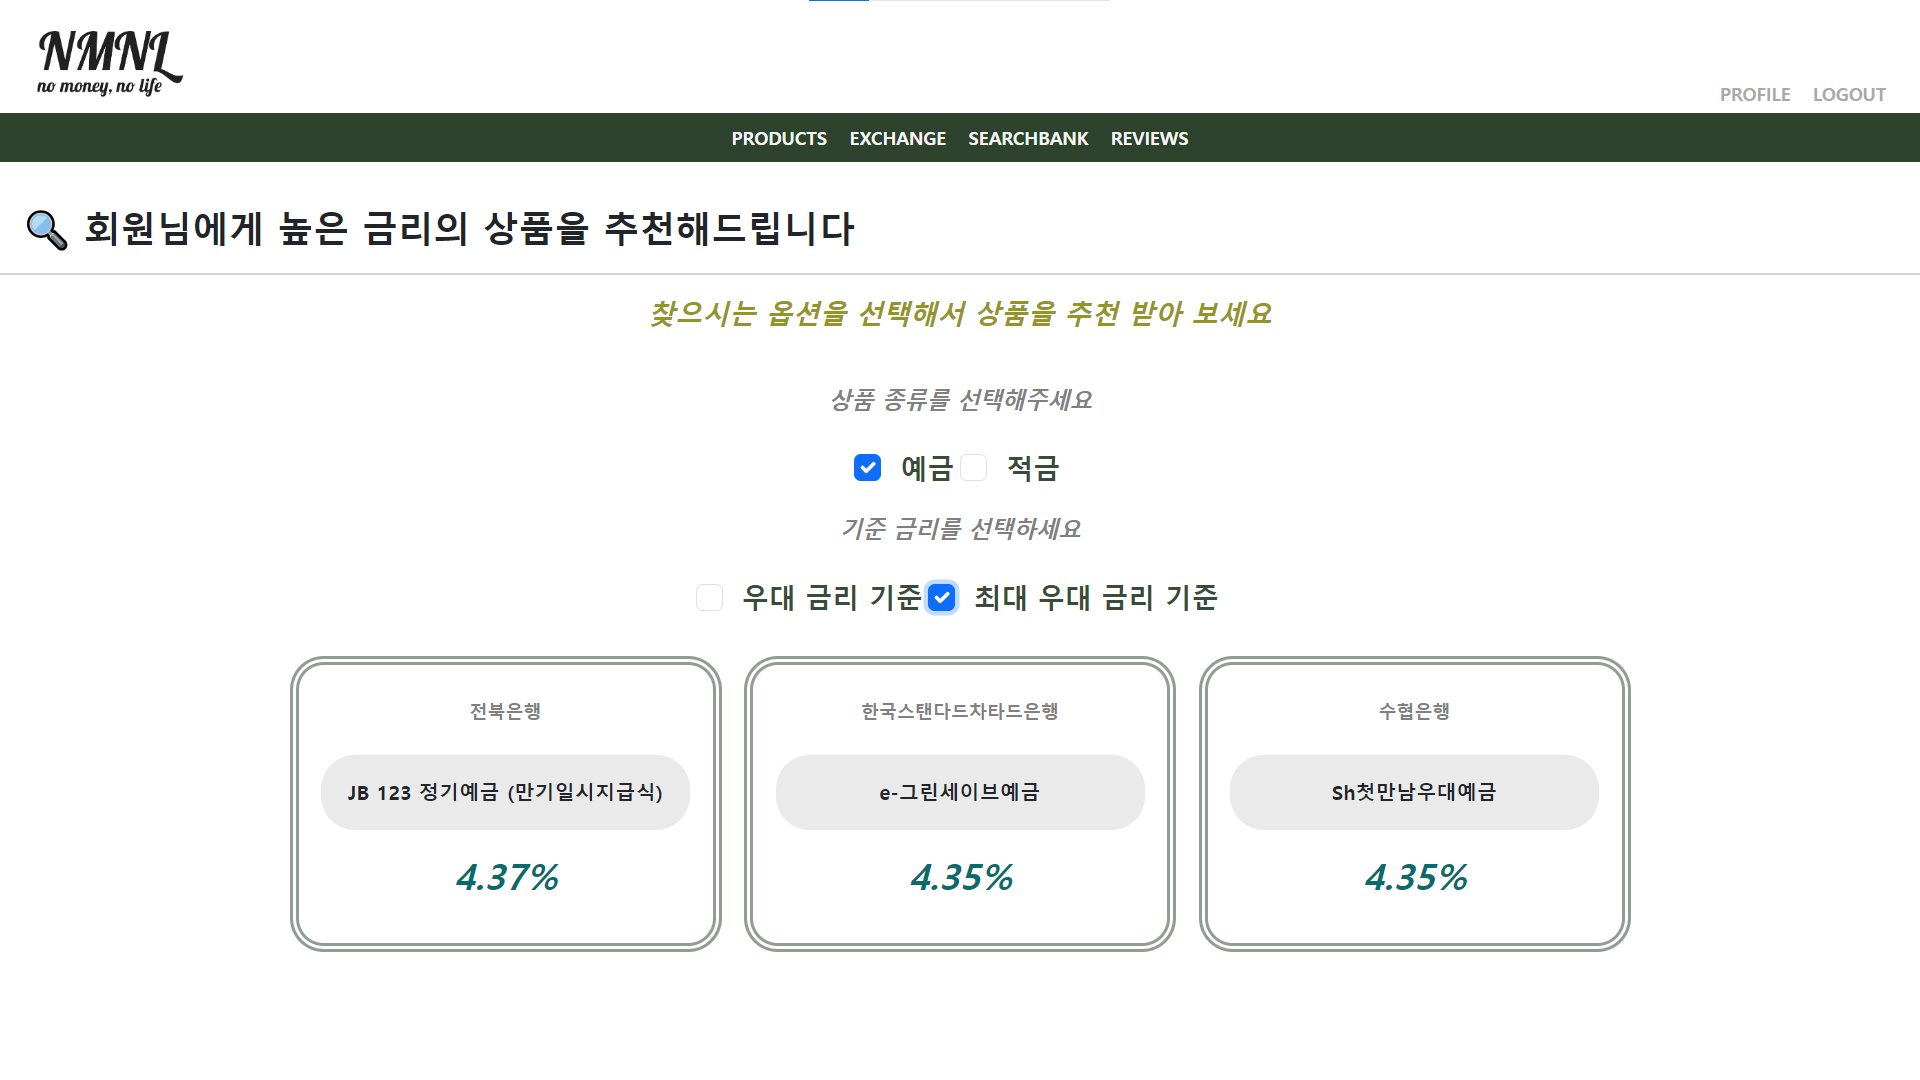 NMNL
no money, no life
PROFILE LOGOUT
PRODUCTS EXCHANGE SEARCHBANK REVIEWS
회원님에게 높은 금리의 상품을 추천해드립니다
찾으시는 옵션을 선택해서 상품을 추천 받아 보세요
상품 종류를 선택해주세요
예금 적금
기준 금리를 선택하세요
우대 금리 기준 최대 우대 금리 기준
전북은행
JB 123 정기예금 (만기일시지급식)
4.37%
한국스탠다드차타드은행
e-그린세이브예금
4.35%
수협은행
Sh첫만남우대예금
4.35%